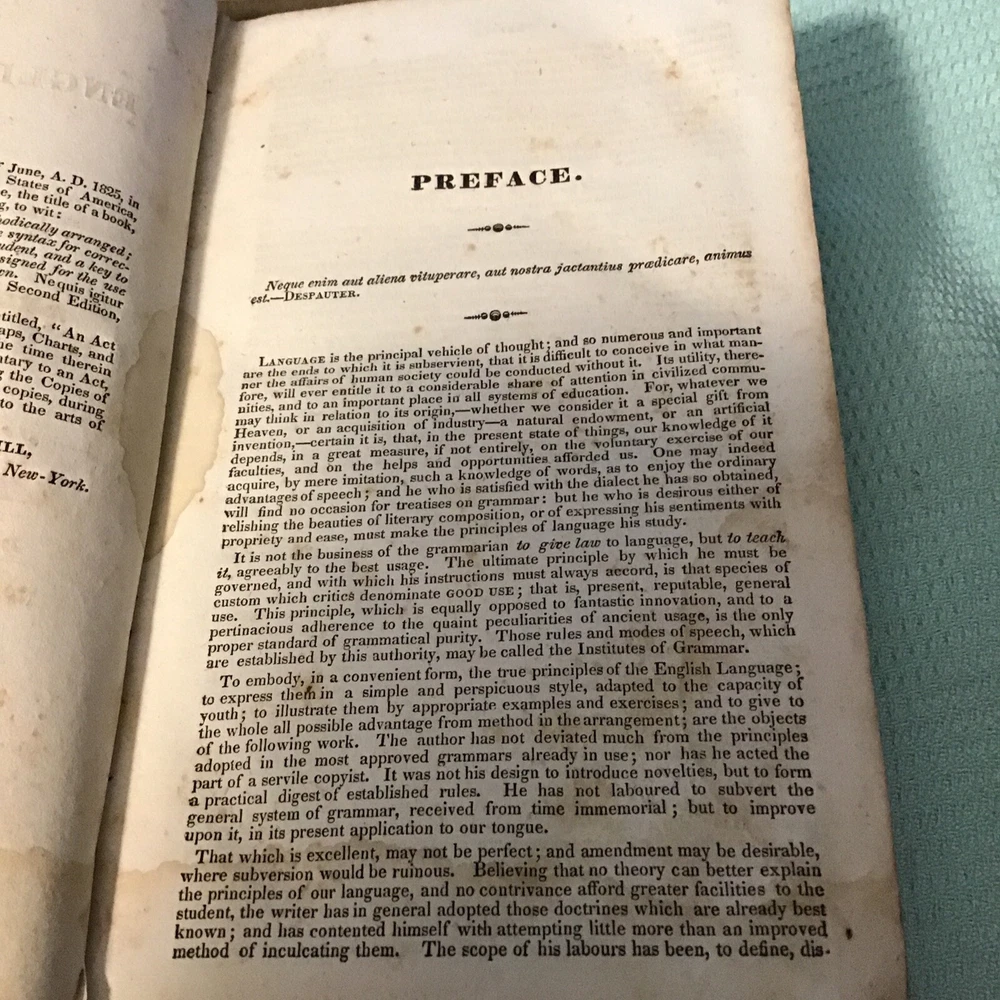 June, A. D. 1825, in
States of America,
the title of a book,
to wit:
odically arranged;
syntax for correc-
and a key to
signed for the use
Nequis igitur
Second Edition,
"An Act
Charts, and
time therein
to an Act,
the Copies of
copies, during
to the arts of
New-York.
PREFACE.
Neque enim aut aliena vituperare, aut nostra jactantius prædicare, animus
est.—DESPAUTER.
LANGUAGE is the principal vehicle of thought; and so numerous and important
are the ends to which it is subservient, that it is difficult to conceive in what man-
ner the affairs of human society could be conducted without it. Its utility, there-
fore, will ever entitle it to a considerable share of attention in civilized commu-
nities, and to an important place in all systems of education. For, whatever we
may think in relation to its origin,—whether we consider it a special gift from
Heaven, or an acquisition of industry—a natural endowment, or an artificial
invention,—certain it is, that, in the present state of things, our knowledge of it
depends, in a great measure, if not entirely, on the voluntary exercise of our
faculties, and on the helps and opportunities afforded us. One may indeed
acquire, by mere imitation, such a knowledge of words, as to enjoy the ordinary
advantages of speech; and he who is satisfied with the dialect he has so obtained,
will find no occasion for treatises on grammar: but he who is desirous either of
relishing the beauties of literary composition, or of expressing his sentiments with
propriety and ease, must make the principles of language his study.
It is not the business of the grammarian to give law to language, but to teach
it, agreeably to the best usage. The ultimate principle by which he must be
governed, and with which his instructions must always accord, is that species of
custom which critics denominate GOOD USE; that is, present, reputable, general
use. This principle, which is equally opposed to fantastic innovation, and to a
pertinacious adherence to the quaint peculiarities of ancient usage, is the only
proper standard of grammatical purity. Those rules and modes of speech, which
are established by this authority, may be called the Institutes of Grammar.
To embody, in a convenient form, the true principles of the English Language;
to express them in a simple and perspicuous style, adapted to the capacity of
youth; to illustrate them by appropriate examples and exercises; and to give to
the whole all possible advantage from method in the arrangement; are the objects
of the following work. The author has not deviated much from the principles
adopted in the most approved grammars already in use; nor has he acted the
part of a servile copyist. It was not his design to introduce novelties, but to form
a practical digest of established rules. He has not laboured to subvert the
general system of grammar, received from time immemorial; but to improve
upon it, in its present application to our tongue.
That which is excellent, may not be perfect; and amendment may be desirable,
where subversion would be ruinous. Believing that no theory can better explain
the principles of our language, and no contrivance afford greater facilities to the
student, the writer has in general adopted those doctrines which are already best
known; and has contented himself with attempting little more than an improved
method of inculcating them. The scope of his labours has been, to define, dis-